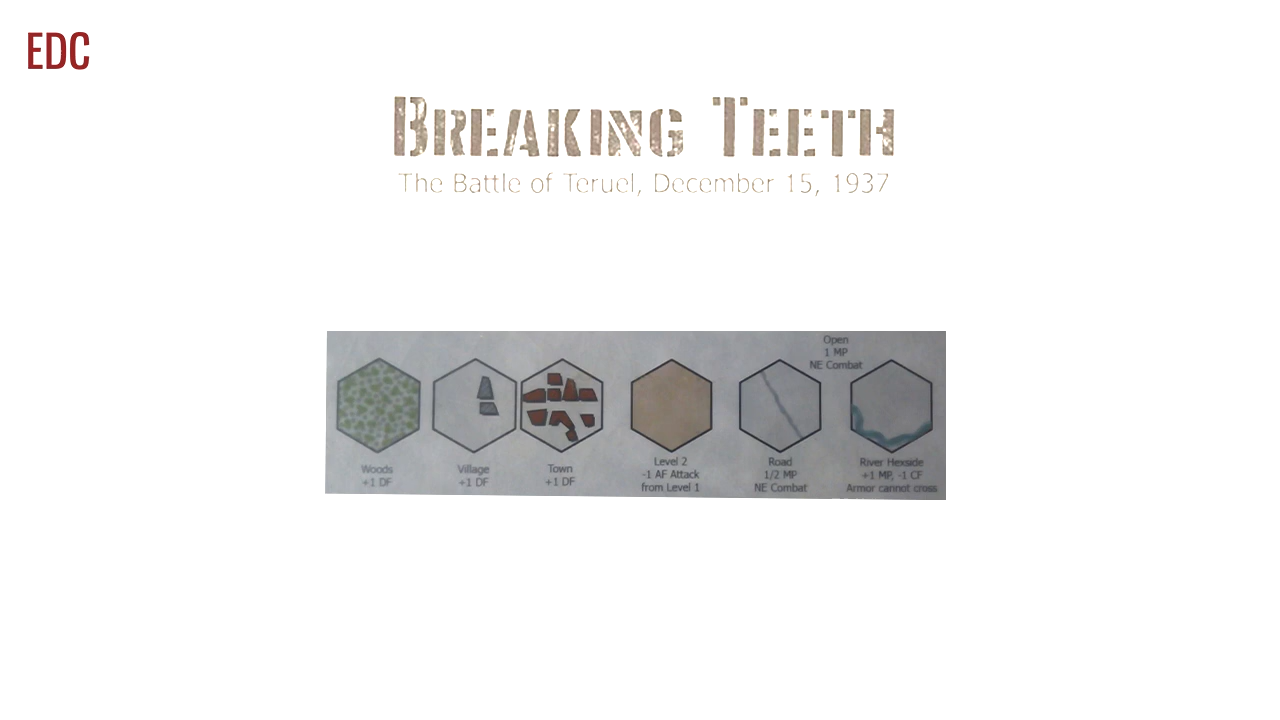 EDC
BREAKING TEETH
The Battle of Teruel, December 15, 1937
Open
1 MP
NE Combat
Woods
+1 DF
Village
+1 DF
Town
+1 DF
Level 2
-1 AF Attack
from Level 1
Road
1/2 MP
NE Combat
River Hexside
+1 MP, -1 CF
Armor cannot cross